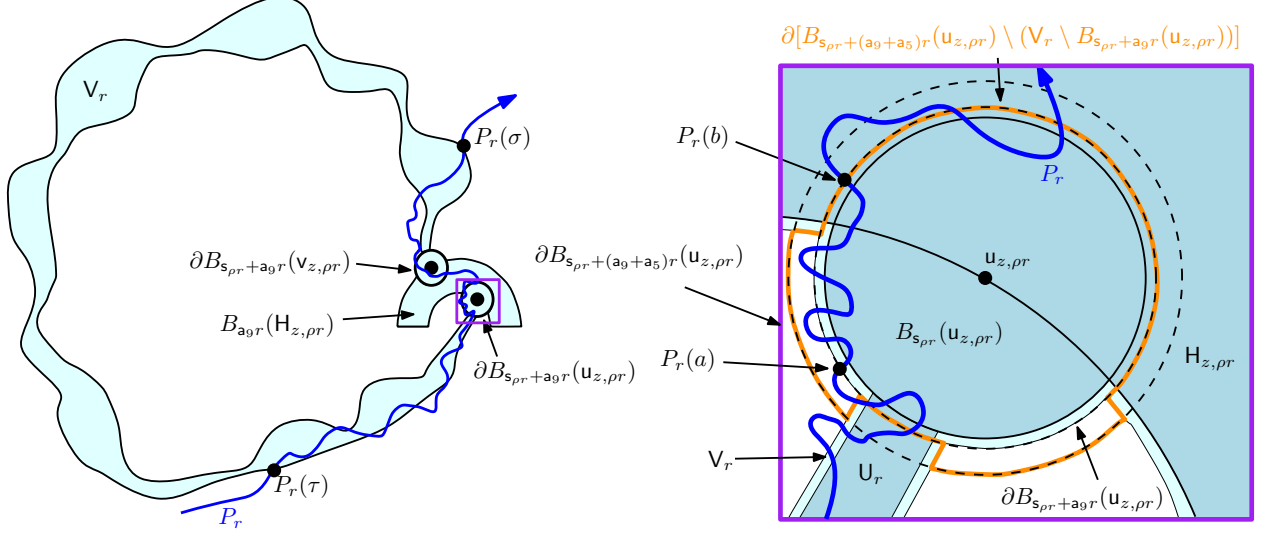 V_r
P_r(σ)
∂B_{s_{ρr}+a_9r}(v_{z,ρr})
B_{a_9r}(H_{z,ρr})
∂B_{s_{ρr}+a_9r}(u_{z,ρr})
P_r(τ)
P_r
∂[B_{s_{ρr}+(a_9+a_5)r}(u_{z,ρr}) \ (V_r \ B_{s_{ρr}+a_9r}(u_{z,ρr}))]
P_r(b)
P_r
∂B_{s_{ρr}+(a_9+a_5)r}(u_{z,ρr})
u_{z,ρr}
B_{s_{ρr}}(u_{z,ρr})
P_r(a)
H_{z,ρr}
V_r
U_r
∂B_{s_{ρr}+a_9r}(u_{z,ρr})